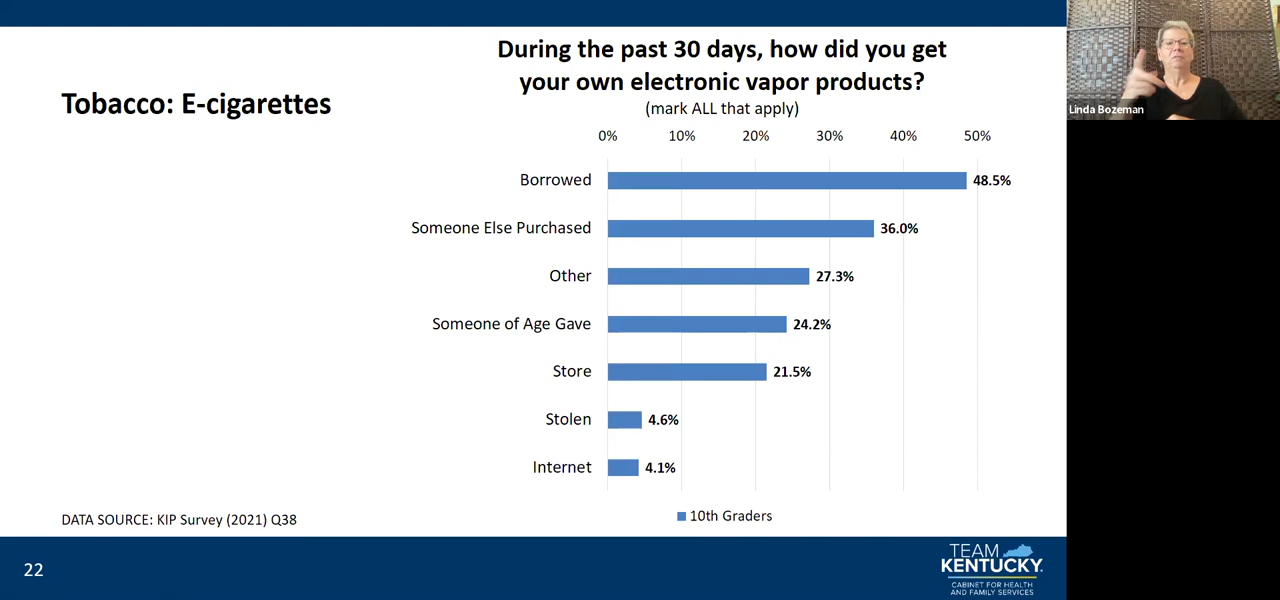 Tobacco: E-cigarettes
During the past 30 days, how did you get
your own electronic vapor products?
(mark ALL that apply)
0% 10% 20% 30% 40% 50%
Borrowed 48.5%
Someone Else Purchased 36.0%
Other 27.3%
Someone of Age Gave 24.2%
Store 21.5%
Stolen 4.6%
Internet 4.1%
10th Graders
DATA SOURCE: KIP Survey (2021) Q38
22
TEAM
KENTUCKY.
CABINET FOR HEALTH
AND FAMILY SERVICES
Linda Bozeman